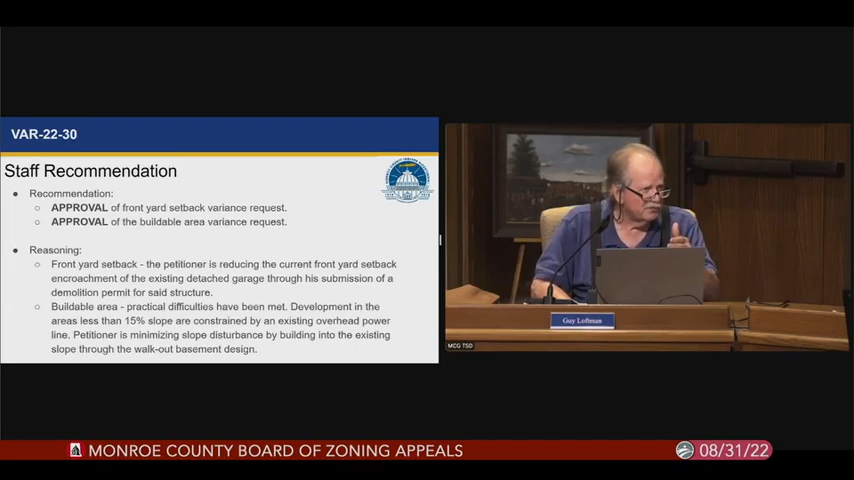 VAR-22-30
Staff Recommendation
● Recommendation:
○ APPROVAL of front yard setback variance request.
○ APPROVAL of the buildable area variance request.
● Reasoning:
○ Front yard setback - the petitioner is reducing the current front yard setback
encroachment of the existing detached garage through his submission of a
demolition permit for said structure.
○ Buildable area - practical difficulties have been met. Development in the
areas less than 15% slope are constrained by an existing overhead power
line. Petitioner is minimizing slope disturbance by building into the existing
slope through the walk-out basement design.
Guy Loftman
MCG TSD
MONROE COUNTY BOARD OF ZONING APPEALS
08/31/22